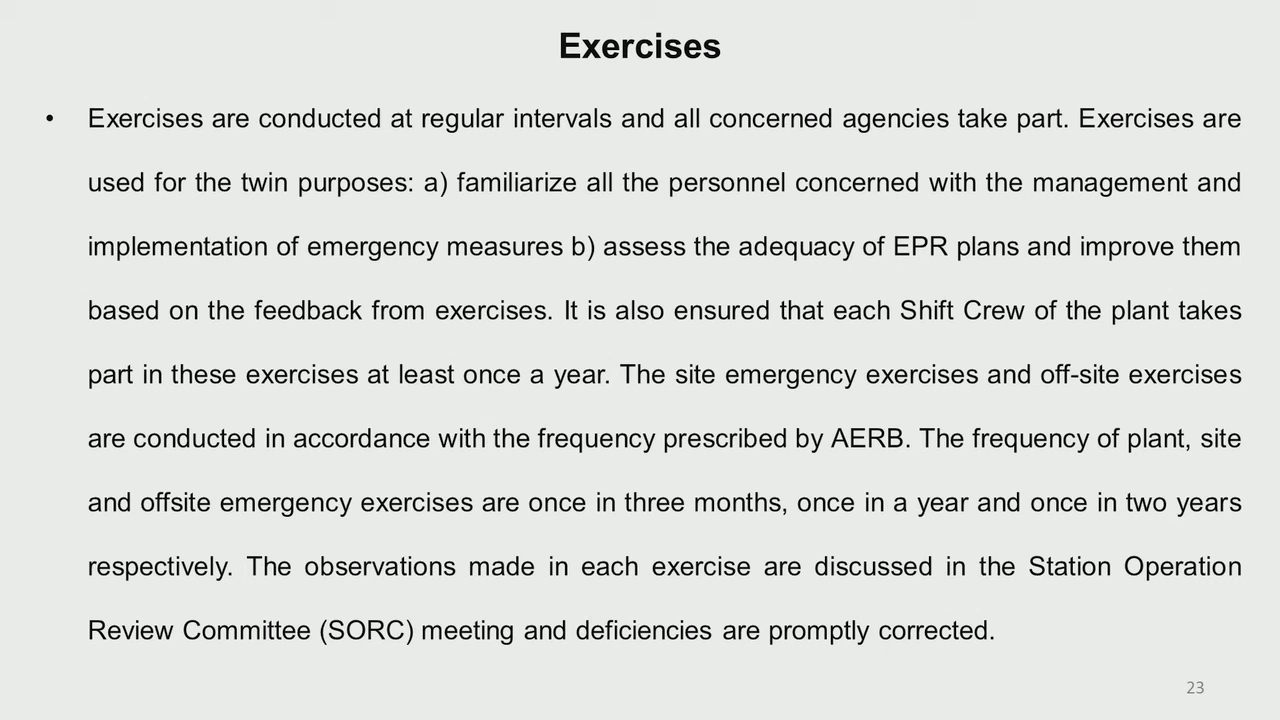 Exercises
• Exercises are conducted at regular intervals and all concerned agencies take part. Exercises are
used for the twin purposes: a) familiarize all the personnel concerned with the management and
implementation of emergency measures b) assess the adequacy of EPR plans and improve them
based on the feedback from exercises. It is also ensured that each Shift Crew of the plant takes
part in these exercises at least once a year. The site emergency exercises and off-site exercises
are conducted in accordance with the frequency prescribed by AERB. The frequency of plant, site
and offsite emergency exercises are once in three months, once in a year and once in two years
respectively. The observations made in each exercise are discussed in the Station Operation
Review Committee (SORC) meeting and deficiencies are promptly corrected.
23